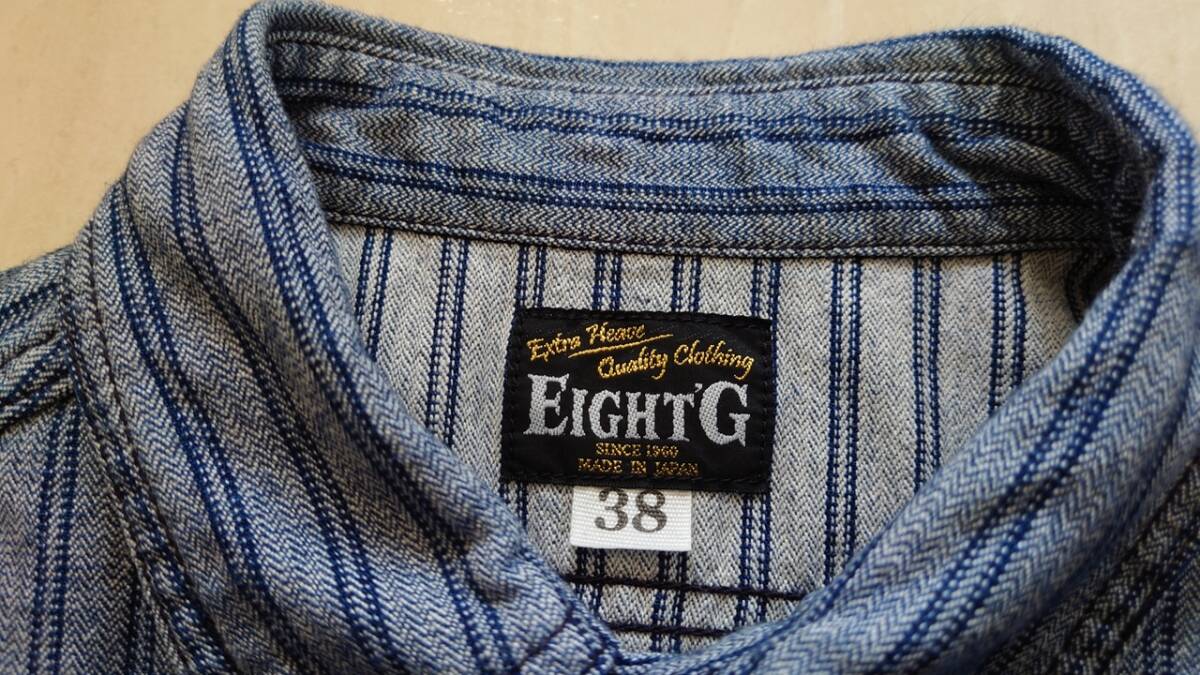 Extra Heave
Quality Clothing
EIGHT'G
SINCE 1960
MADE IN JAPAN
38